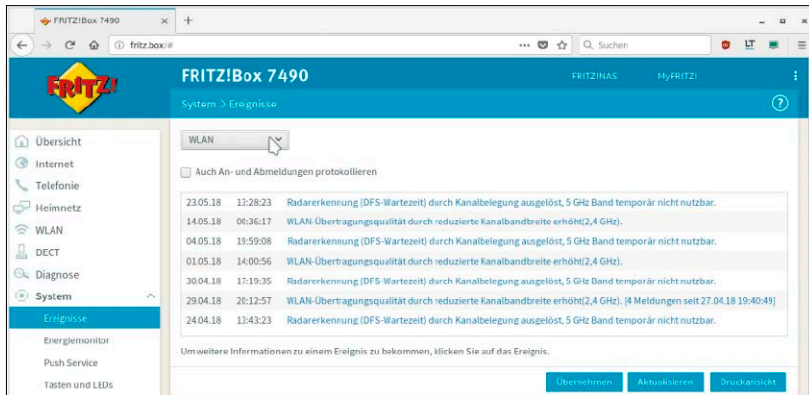 FRITZ!Box 7490
fritz.box/#
Suchen
FRITZ!
FRITZ!Box 7490
FRITZ!NAS
MyFRITZ!
System > Ereignisse
Übersicht
Internet
Telefonie
Heimnetz
WLAN
DECT
Diagnose
System
Ereignisse
Energiemonitor
Push Service
Tasten und LEDs
WLAN
Auch An- und Abmeldungen protokollieren
23.05.18 13:28:23 Radarerkennung (DFS-Wartezeit) durch Kanalbelegung ausgelöst, 5 GHz Band temporär nicht nutzbar.
14.05.18 00:36:17 WLAN-Übertragungsqualität durch reduzierte Kanalbandbreite erhöht(2,4 GHz).
04.05.18 19:59:08 Radarerkennung (DFS-Wartezeit) durch Kanalbelegung ausgelöst, 5 GHz Band temporär nicht nutzbar.
01.05.18 14:00:56 WLAN-Übertragungsqualität durch reduzierte Kanalbandbreite erhöht(2,4 GHz).
30.04.18 17:19:35 Radarerkennung (DFS-Wartezeit) durch Kanalbelegung ausgelöst, 5 GHz Band temporär nicht nutzbar.
29.04.18 20:12:57 WLAN-Übertragungsqualität durch reduzierte Kanalbandbreite erhöht(2,4 GHz). [4 Meldungen seit 27.04.18 19:40:49]
24.04.18 13:43:23 Radarerkennung (DFS-Wartezeit) durch Kanalbelegung ausgelöst, 5 GHz Band temporär nicht nutzbar.
Um weitere Informationen zu einem Ereignis zu bekommen, klicken Sie auf das Ereignis.
Übernehmen
Aktualisieren
Druckansicht